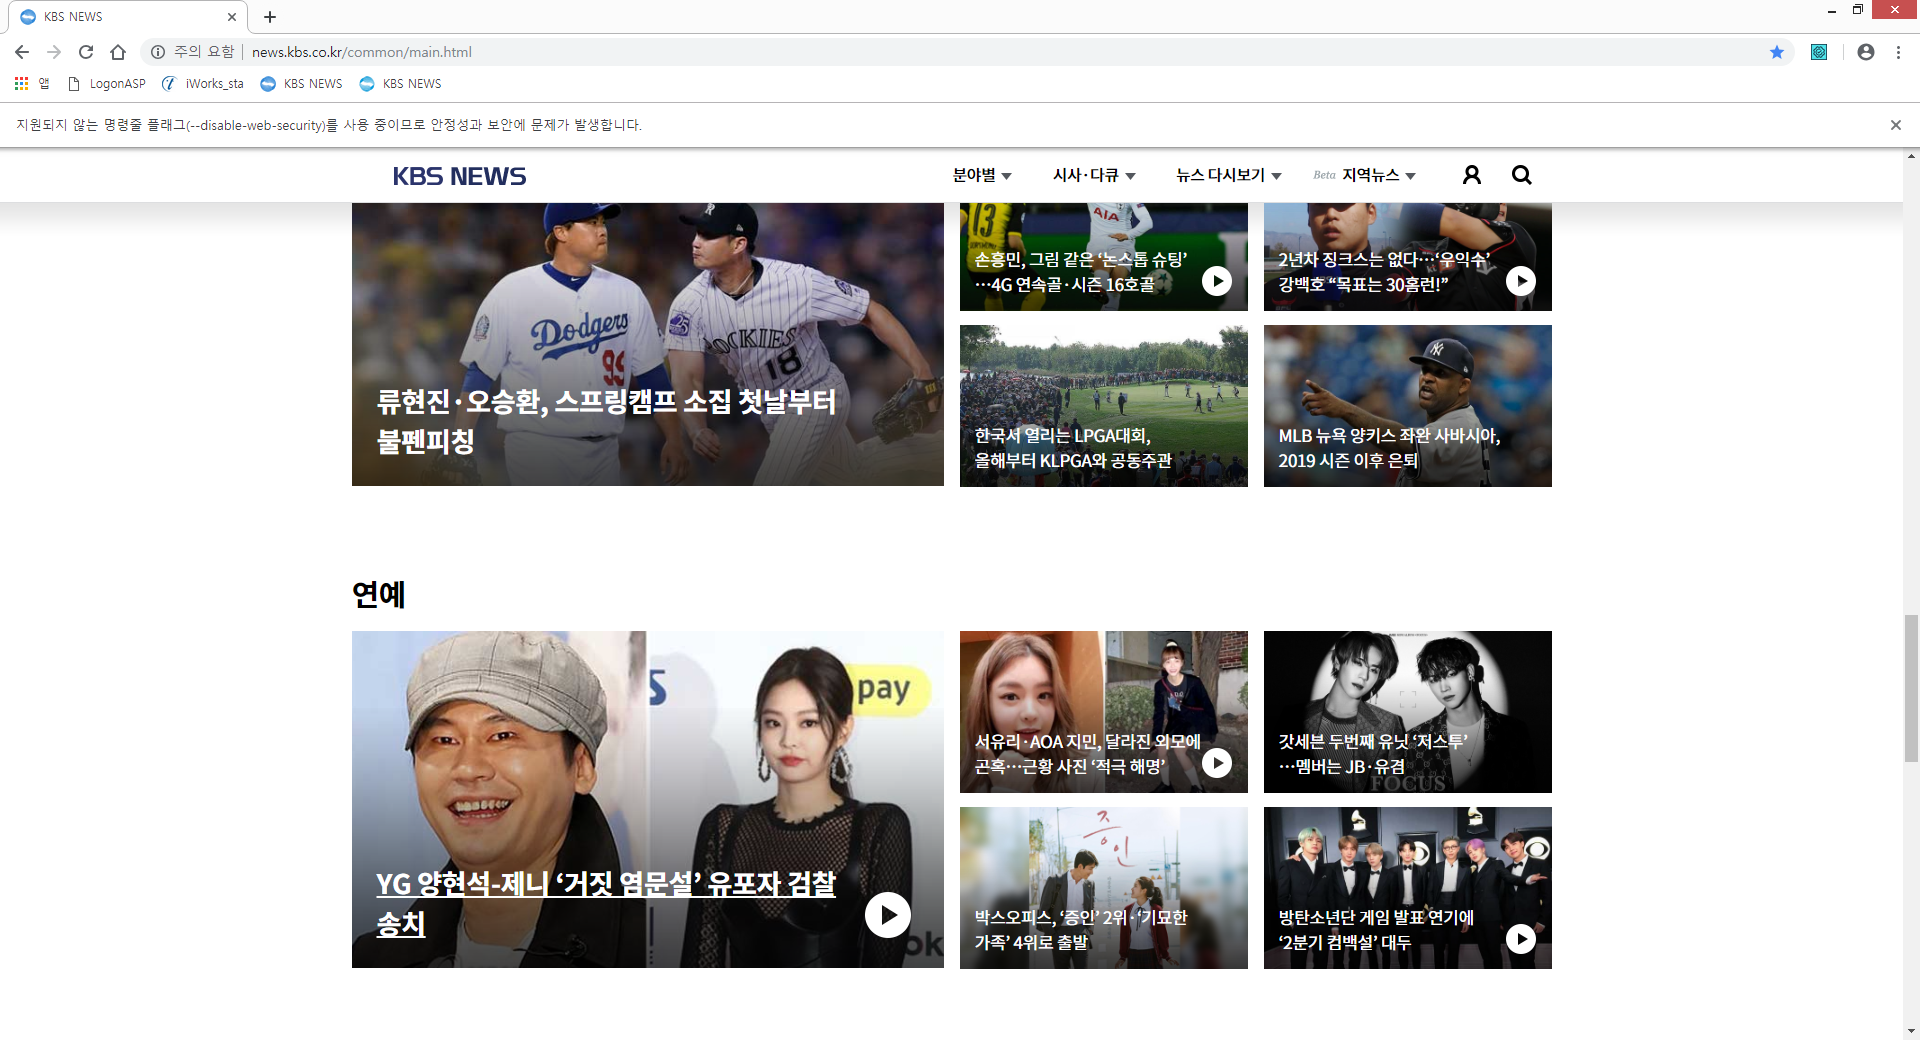 KBS NEWS
주의 요함
news.kbs.co.kr/common/main.html
앱
LogonASP
iWorks_sta
KBS NEWS
KBS NEWS
지원되지 않는 명령줄 플래그(--disable-web-security)를 사용 중이므로 안정성과 보안에 문제가 발생합니다.
KBS NEWS
분야별
시사·다큐
뉴스 다시보기
Beta 지역뉴스
13
AIA
손흥민, 그림 같은 ‘논스톱 슈팅’
…4G 연속골·시즌 16호골
2년차 징크스는 없다…‘우익수’
강백호 “목표는 30홈런!”
Dodgers
99
ROCKIES
18
류현진·오승환, 스프링캠프 소집 첫날부터
불펜피칭
한국서 열리는 LPGA대회,
올해부터 KLPGA와 공동주관
MLB 뉴욕 양키스 좌완 사바시아,
2019 시즌 이후 은퇴
연예
pay
YG 양현석-제니 ‘거짓 염문설’ 유포자 검찰
송치
서유리·AOA 지민, 달라진 외모에
곤혹…근황 사진 ‘적극 해명’
갓세븐 두번째 유닛 ‘저스투’
…멤버는 JB·유겸
FOCUS
증인
박스오피스, ‘증인’ 2위·‘기묘한
가족’ 4위로 출발
방탄소년단 게임 발표 연기에
‘2분기 컴백설’ 대두